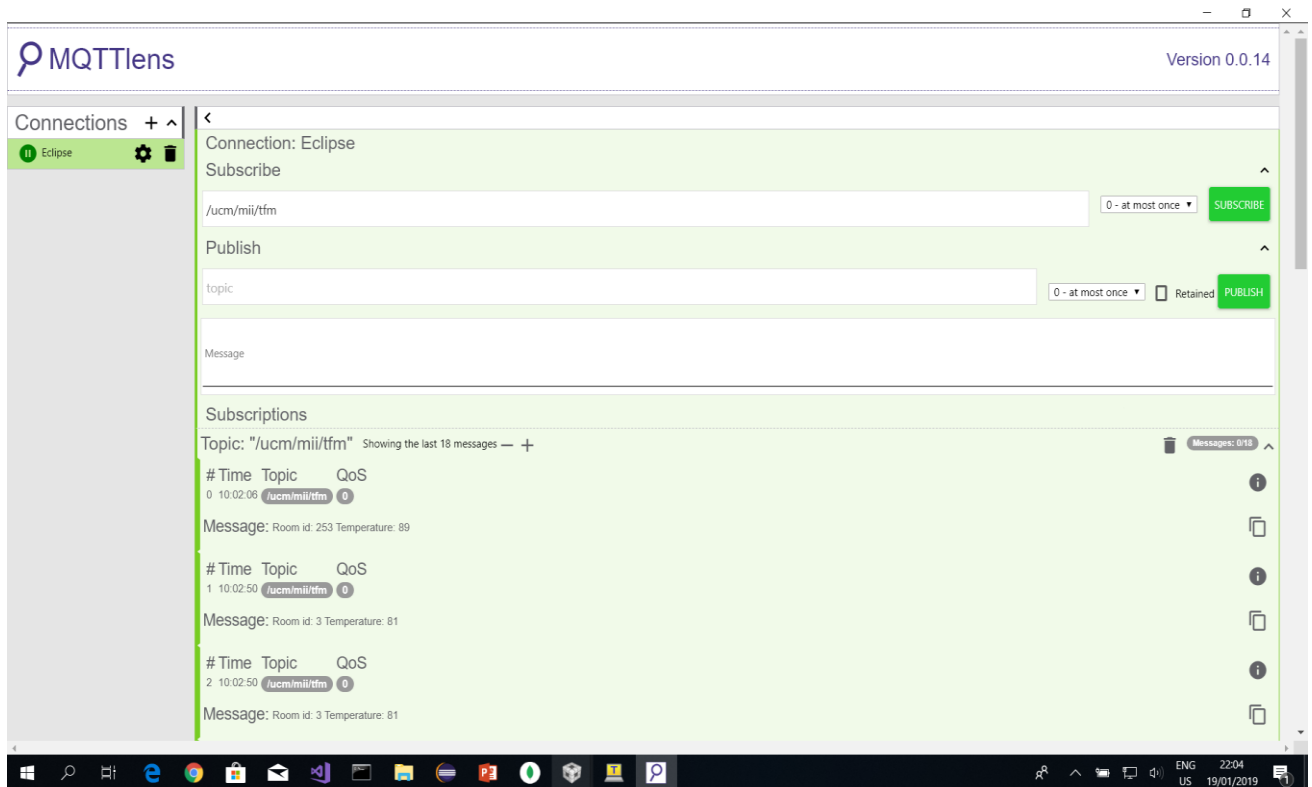 MQTTlens
Version 0.0.14
Connections +
Eclipse
Connection: Eclipse
Subscribe
/ucm/mii/tfm
0 - at most once
SUBSCRIBE
Publish
topic
0 - at most once
Retained
PUBLISH
Message
Subscriptions
Topic: "/ucm/mii/tfm" Showing the last 18 messages — +
Messages: 0/18
# Time Topic QoS
0 10:02:06 /ucm/mii/tfm 0
Message: Room id: 253 Temperature: 89
# Time Topic QoS
1 10:02:50 /ucm/mii/tfm 0
Message: Room id: 3 Temperature: 81
# Time Topic QoS
2 10:02:50 /ucm/mii/tfm 0
Message: Room id: 3 Temperature: 81
ENG
US
22:04
19/01/2019